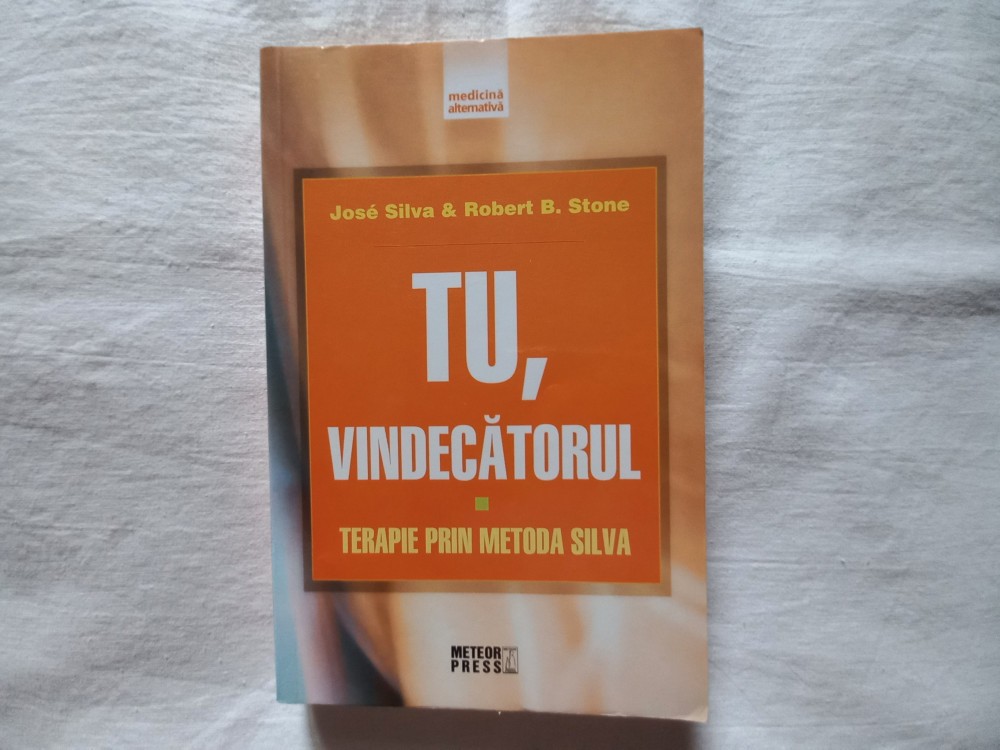 medicină
alternativă
José Silva & Robert B. Stone
TU,
VINDECĂTORUL
TERAPIE PRIN METODA SILVA
METEOR
PRESS